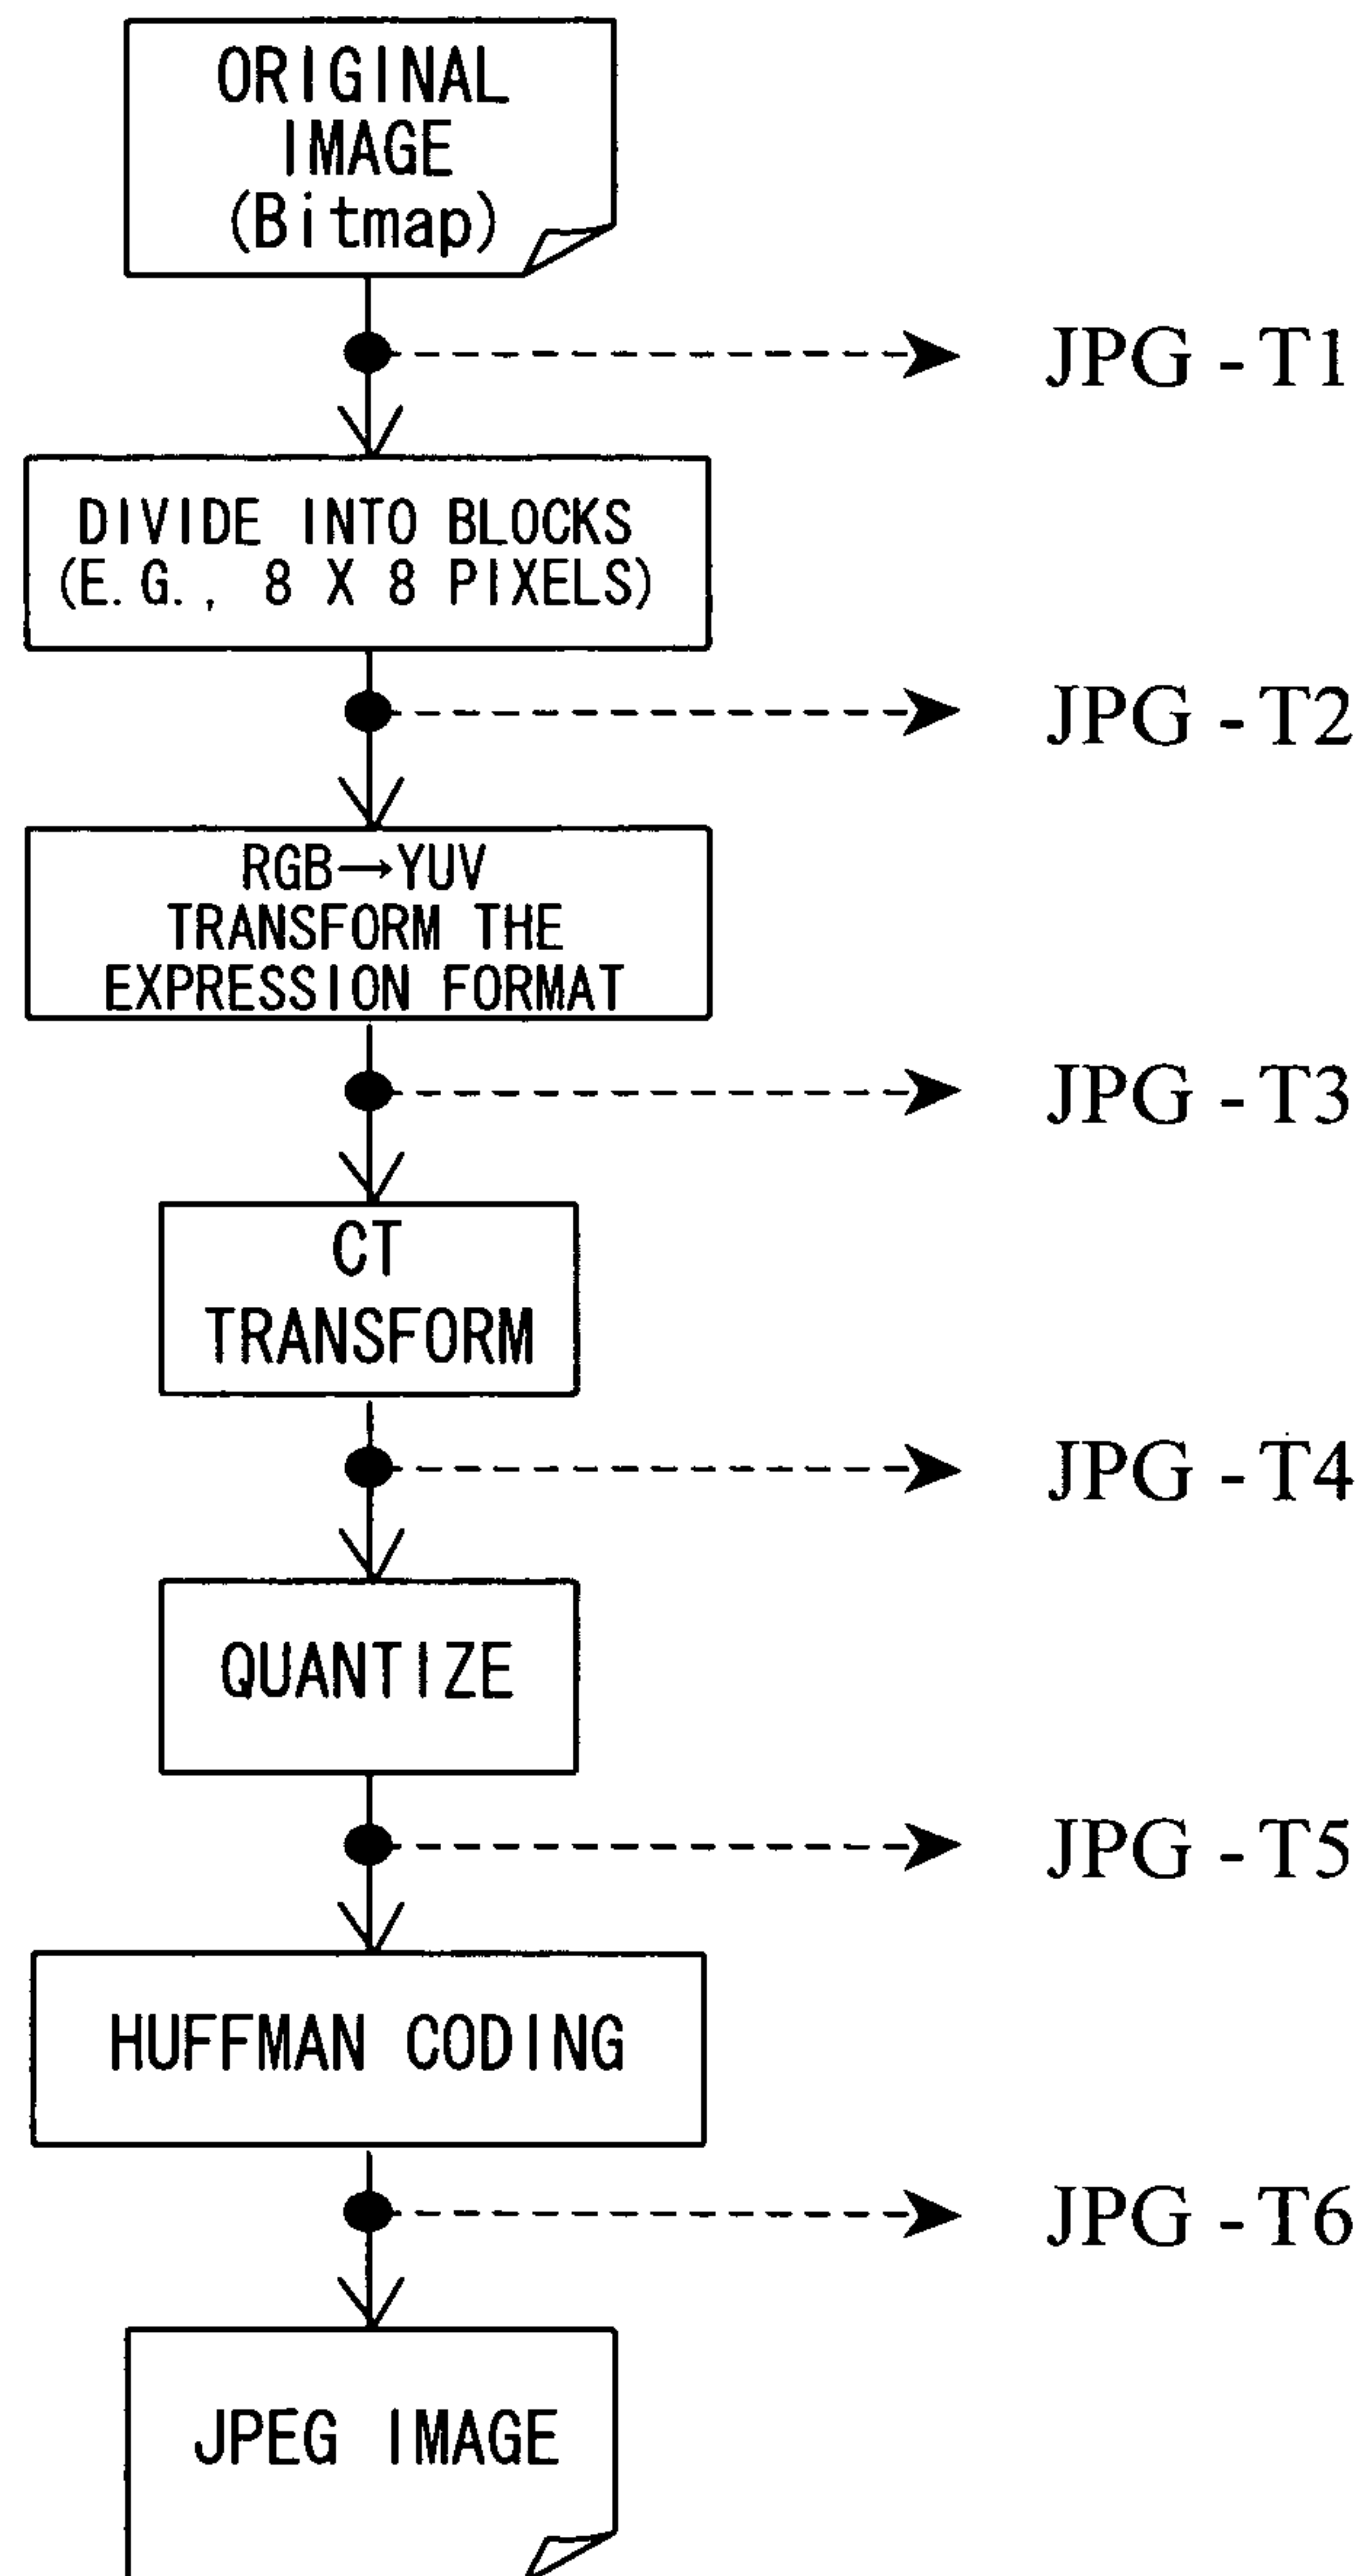 ORIGINAL
IMAGE
(Bitmap)
JPG - T1
DIVIDE INTO BLOCKS
(E.G., 8 X 8 PIXELS)
JPG - T2
RGB→YUV
TRANSFORM THE
EXPRESSION FORMAT
JPG - T3
CT
TRANSFORM
JPG - T4
QUANTIZE
JPG - T5
HUFFMAN CODING
JPG - T6
JPEG IMAGE